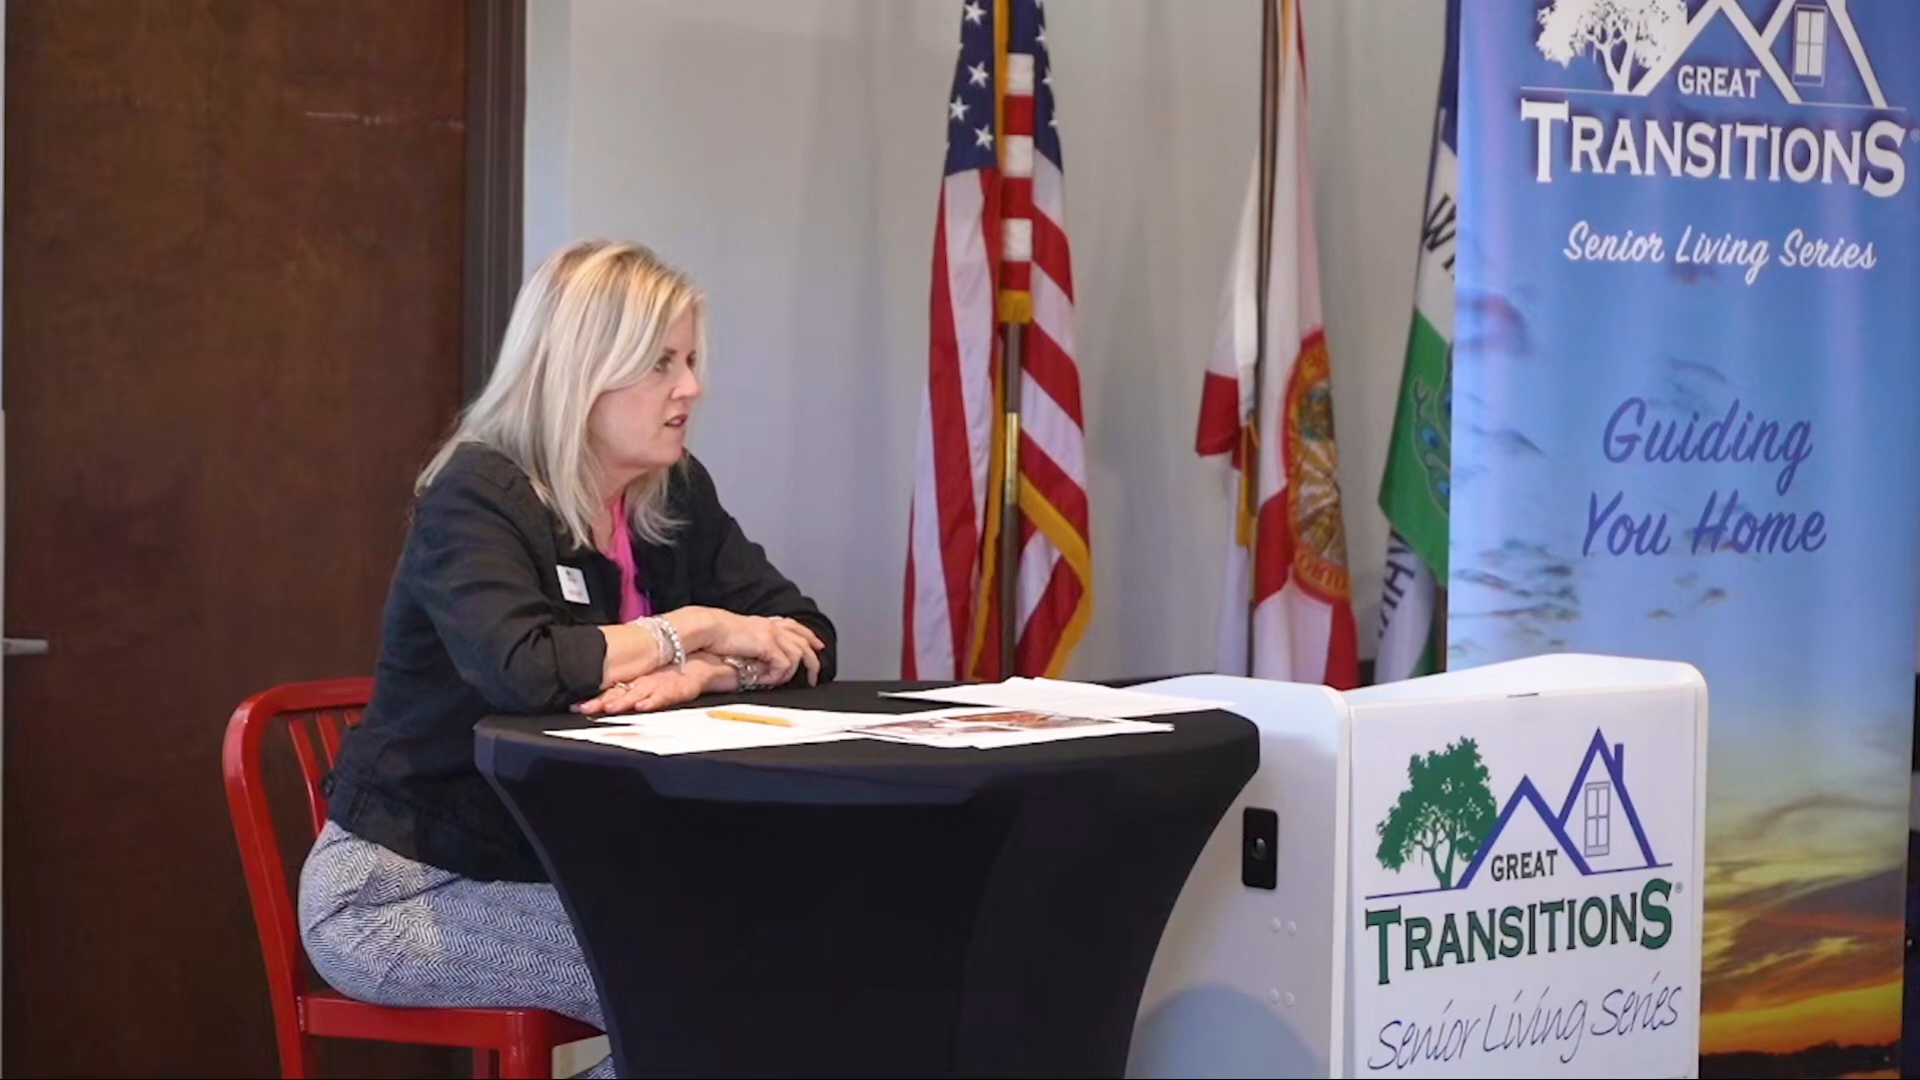 GREAT
TRANSITIONS
Senior Living Series
Guiding
You Home
GREAT
TRANSITIONS®
Senior Living Series